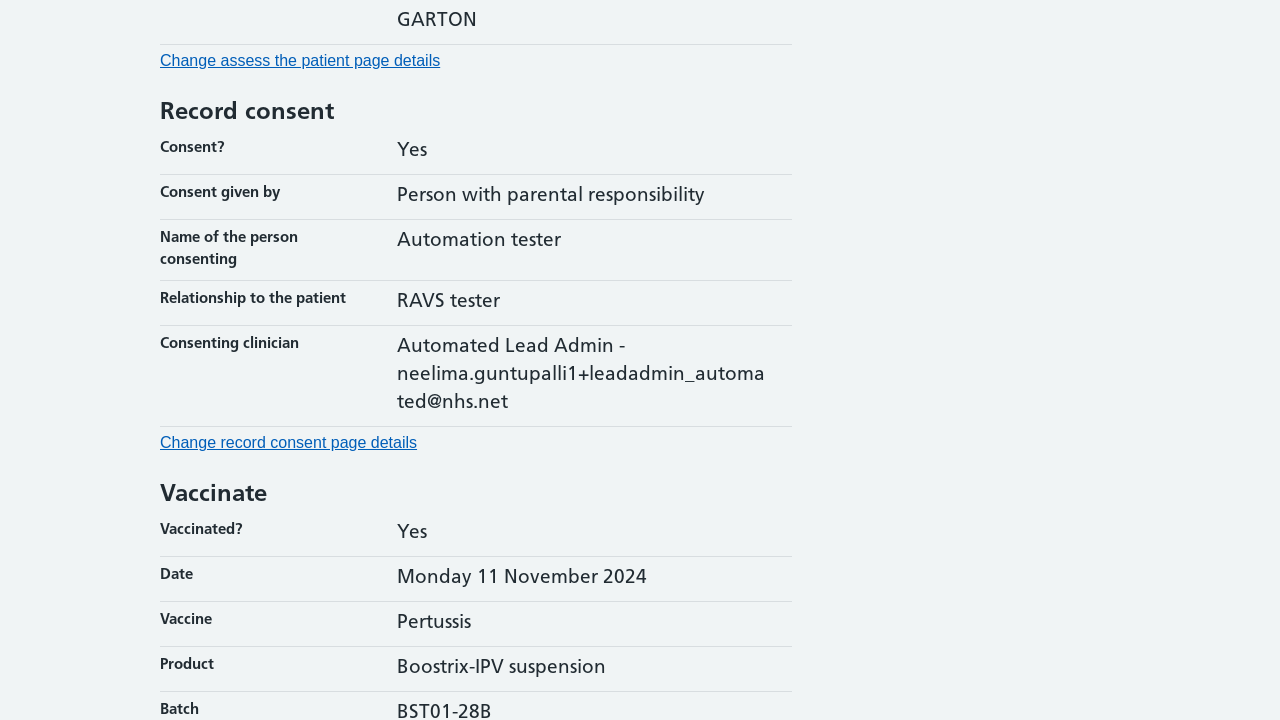 GARTON
Change assess the patient page details
Record consent
Consent? Yes
Consent given by Person with parental responsibility
Name of the person consenting Automation tester
Relationship to the patient RAVS tester
Consenting clinician Automated Lead Admin -
neelima.guntupalli1+leadadmin_automa
ted@nhs.net
Change record consent page details
Vaccinate
Vaccinated? Yes
Date Monday 11 November 2024
Vaccine Pertussis
Product Boostrix-IPV suspension
Batch BST01-28B